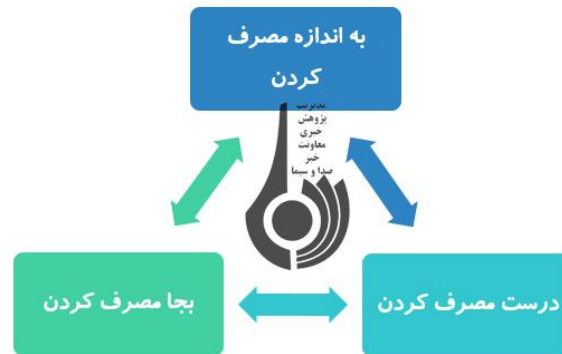 به اندازه مصرف
کردن
مدیریت
پژوهش
خبری
معاونت
خبر
صدا و سیما
بجا مصرف کردن
درست مصرف کردن